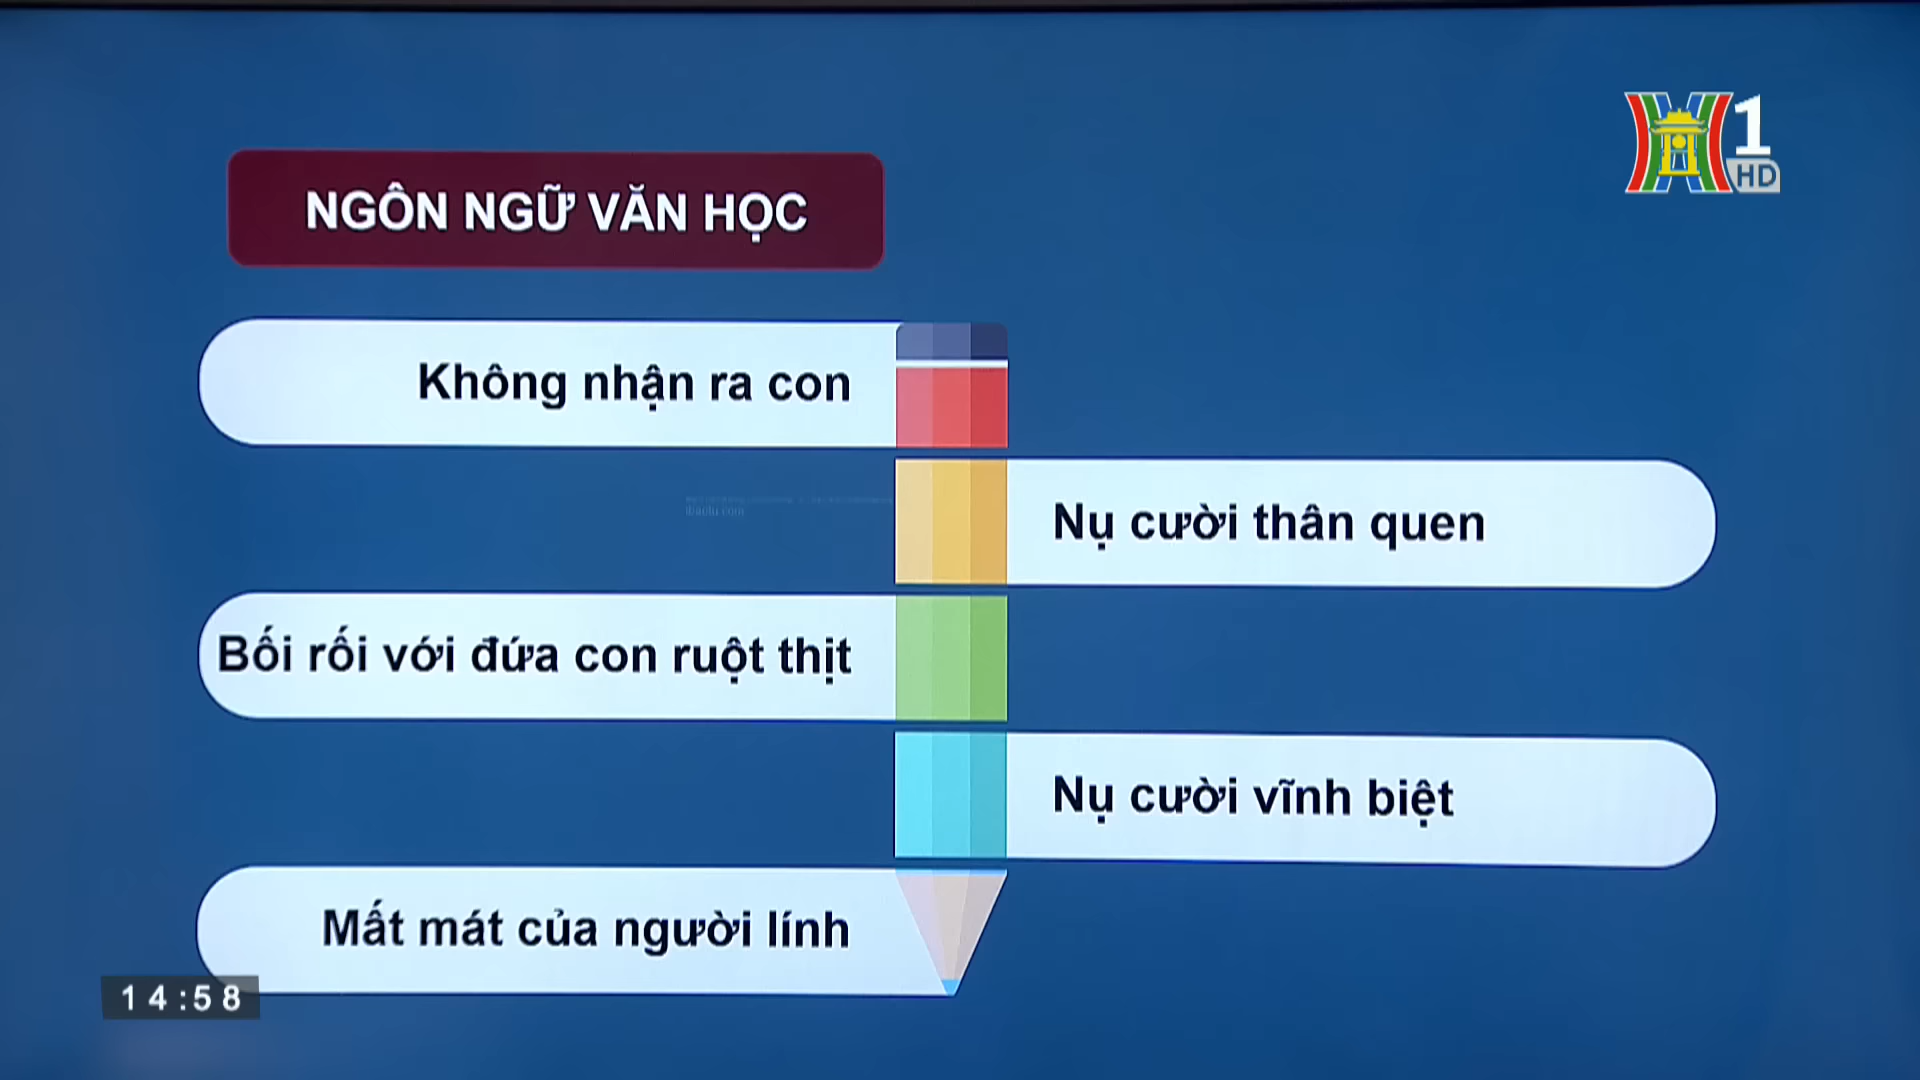 1
HD
NGÔN NGỮ VĂN HỌC
Không nhận ra con
Nụ cười thân quen
Bối rối với đứa con ruột thịt
Nụ cười vĩnh biệt
Mất mát của người lính
14:58